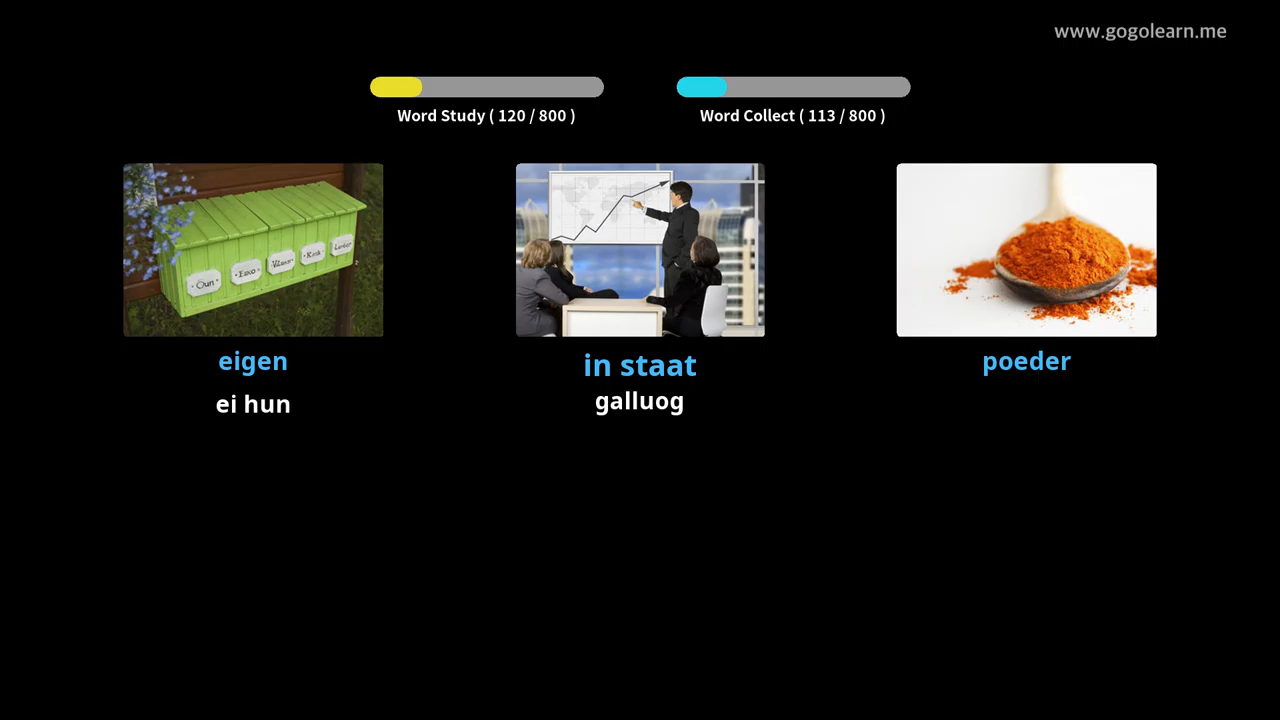 www.gogolearn.me
Word Study ( 120 / 800 )
Word Collect ( 113 / 800 )
eigen
in staat
poeder
ei hun
galluog